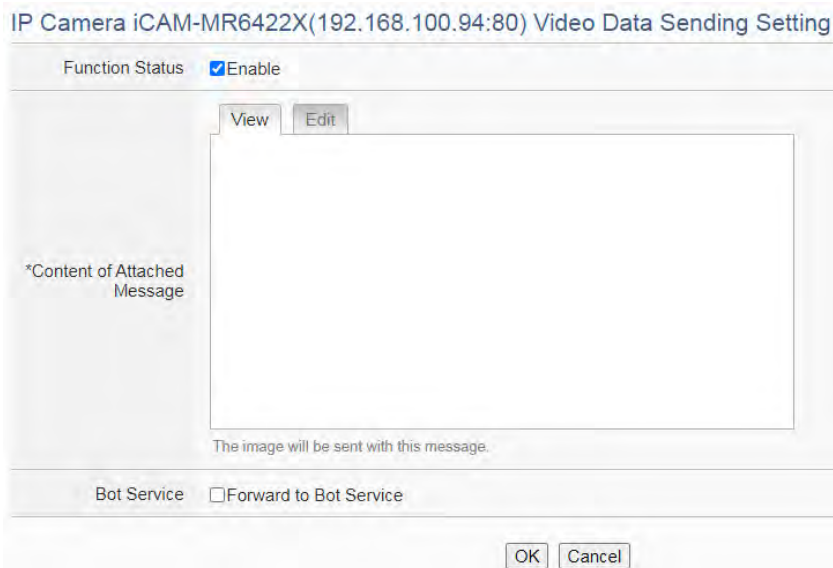 IP Camera iCAM-MR6422X(192.168.100.94:80) Video Data Sending Setting
Function Status Enable
View Edit
*Content of Attached
Message
The image will be sent with this message.
Bot Service Forward to Bot Service
OK Cancel